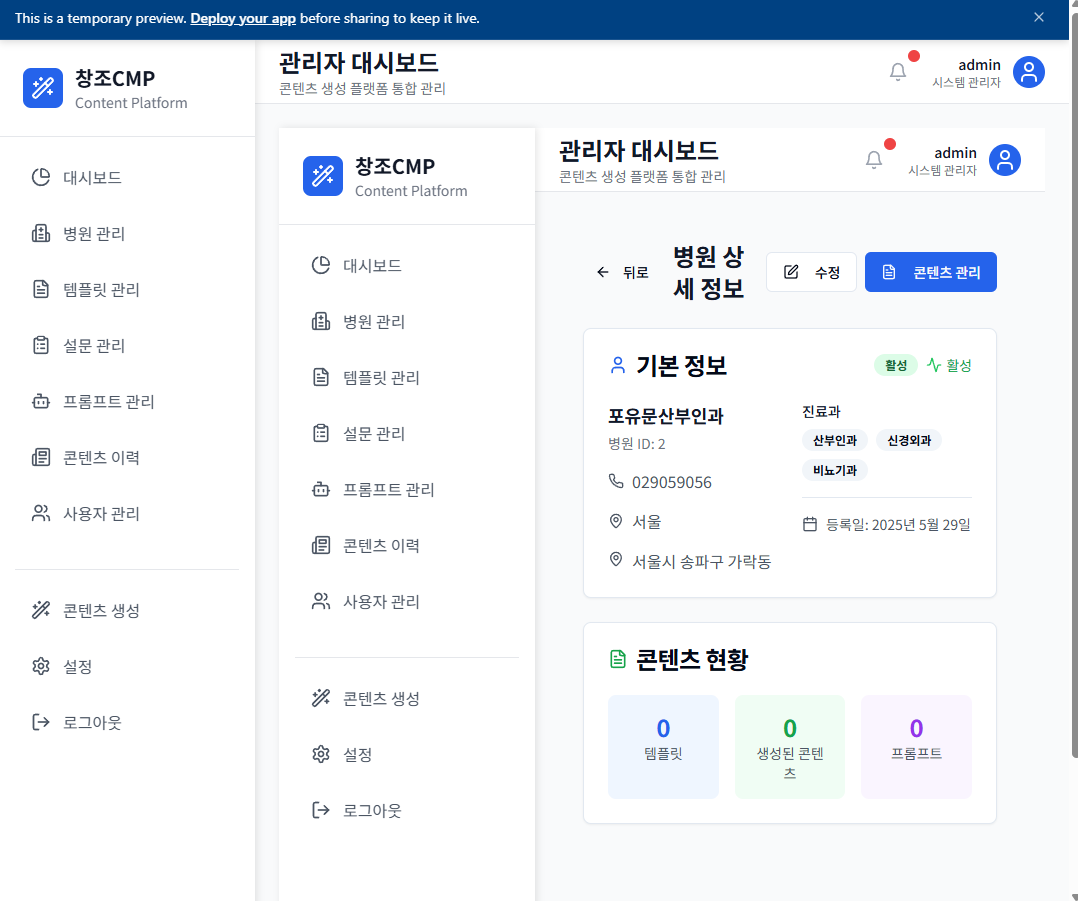 This is a temporary preview. Deploy your app before sharing to keep it live.
창조CMP
Content Platform
대시보드
병원 관리
템플릿 관리
설문 관리
프롬프트 관리
콘텐츠 이력
사용자 관리
콘텐츠 생성
설정
로그아웃
관리자 대시보드
콘텐츠 생성 플랫폼 통합 관리
admin
시스템 관리자
창조CMP
Content Platform
대시보드
병원 관리
템플릿 관리
설문 관리
프롬프트 관리
콘텐츠 이력
사용자 관리
콘텐츠 생성
설정
로그아웃
관리자 대시보드
콘텐츠 생성 플랫폼 통합 관리
admin
시스템 관리자
뒤로
병원 상
세 정보
수정
콘텐츠 관리
기본 정보
활성
활성
포유문산부인과
병원 ID: 2
029059056
서울
서울시 송파구 가락동
진료과
산부인과
신경외과
비뇨기과
등록일: 2025년 5월 29일
콘텐츠 현황
0
템플릿
0
생성된 콘텐
츠
0
프롬프트